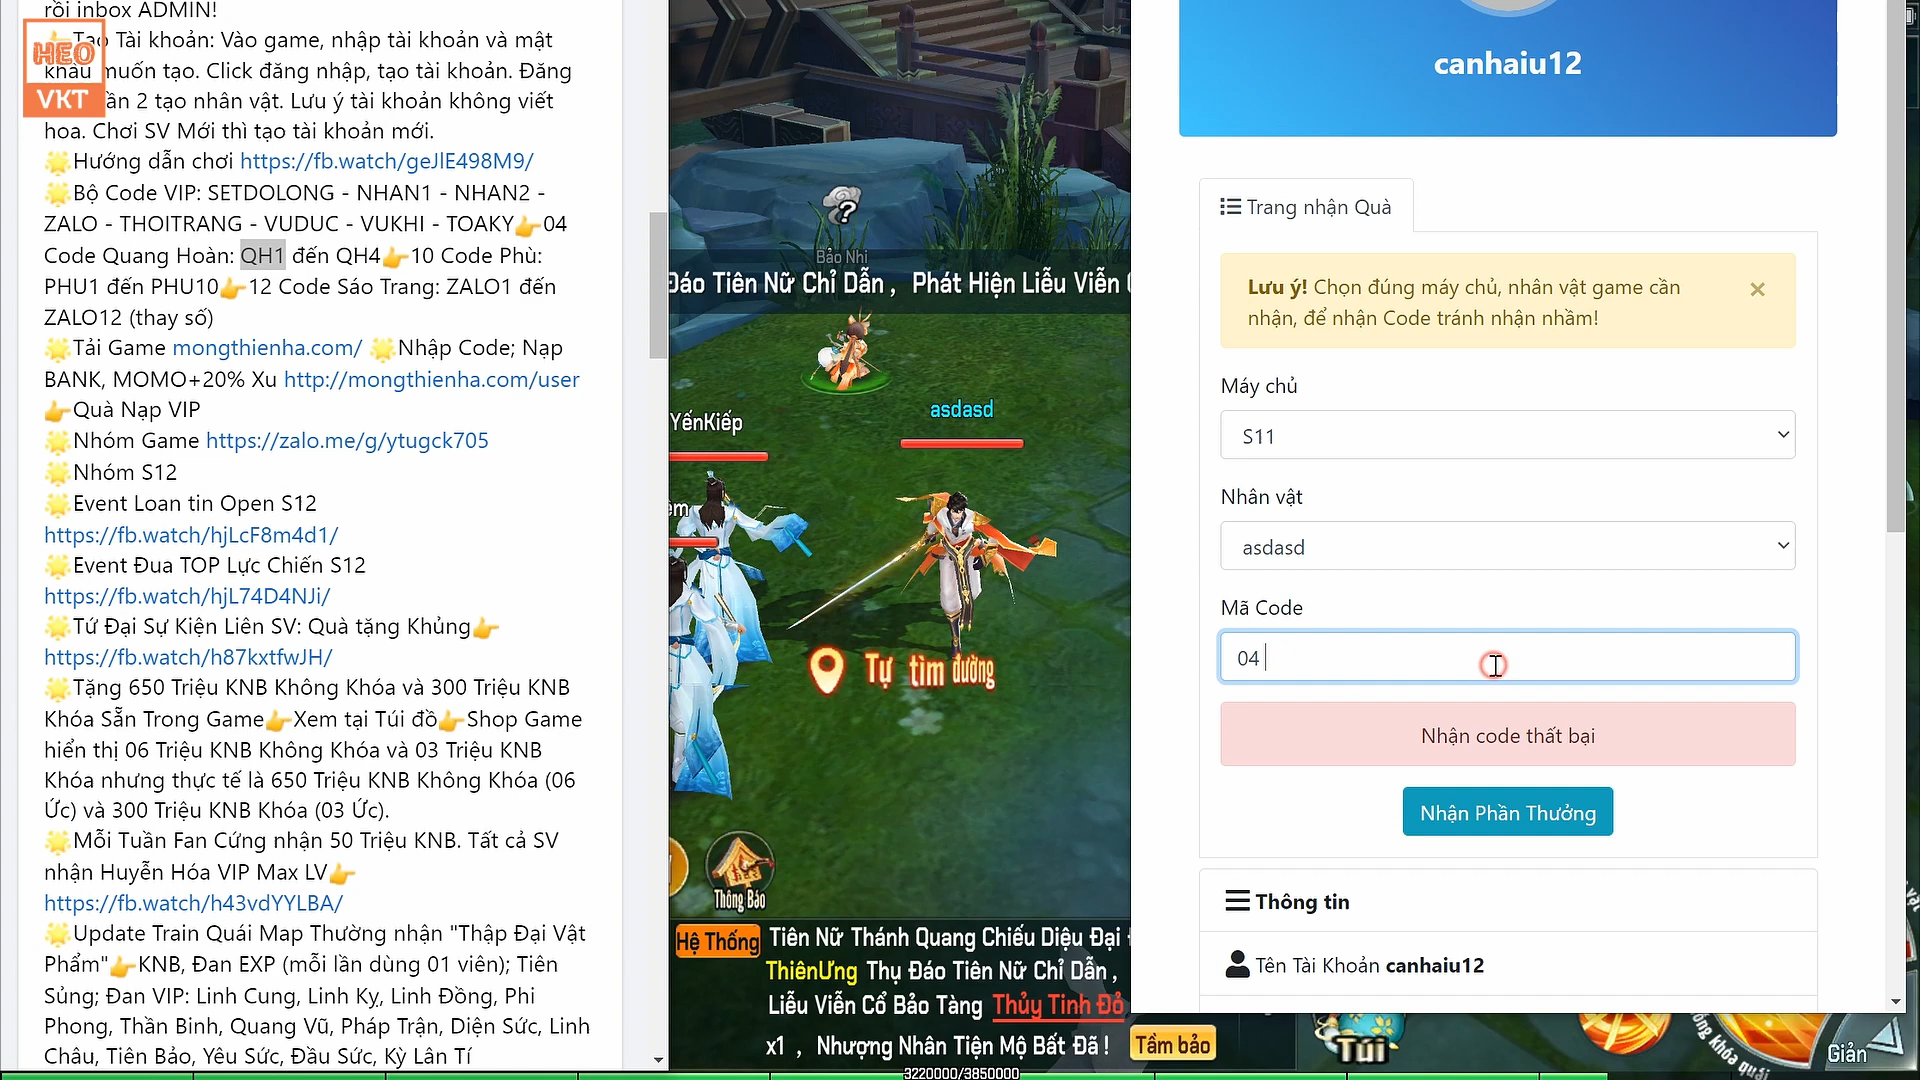 rồi inbox ADMIN!
Tạo Tài khoản: Vào game, nhập tài khoản và mật
khẩu muốn tạo. Click đăng nhập, tạo tài khoản. Đăng
ần 2 tạo nhân vật. Lưu ý tài khoản không viết
hoa. Chơi SV Mới thì tạo tài khoản mới.
HEO
VKT
🌟Hướng dẫn chơi https://fb.watch/geJlE498M9/
🌟Bộ Code VIP: SETDOLONG - NHAN1 - NHAN2 -
ZALO - THOITRANG - VUDUC - VUKHI - TOAKY👉04
Code Quang Hoàn: QH1 đến QH4👉10 Code Phù:
PHU1 đến PHU10👉12 Code Sáo Trang: ZALO1 đến
ZALO12 (thay số)
🌟Tải Game mongthienha.com/ 🌟Nhập Code; Nạp
BANK, MOMO+20% Xu http://mongthienha.com/user
👉Quà Nạp VIP
🌟Nhóm Game https://zalo.me/g/ytugck705
🌟Nhóm S12
🌟Event Loan tin Open S12
https://fb.watch/hjLcF8m4d1/
🌟Event Đua TOP Lực Chiến S12
https://fb.watch/hjL74D4NJi/
🌟Tứ Đại Sự Kiện Liên SV: Quà tặng Khủng👉
https://fb.watch/h87kxtfwJH/
🌟Tặng 650 Triệu KNB Không Khóa và 300 Triệu KNB
Khóa Sẵn Trong Game👉Xem tại Túi đồ👉Shop Game
hiển thị 06 Triệu KNB Không Khóa và 03 Triệu KNB
Khóa nhưng thực tế là 650 Triệu KNB Không Khóa (06
Ức) và 300 Triệu KNB Khóa (03 Ức).
🌟Mỗi Tuần Fan Cứng nhận 50 Triệu KNB. Tất cả SV
nhận Huyễn Hóa VIP Max LV👉
https://fb.watch/h43vdYYLBA/
🌟Update Train Quái Map Thường nhận "Thập Đại Vật
Phẩm"👉KNB, Đan EXP (mỗi lần dùng 01 viên); Tiên
Sủng; Đan VIP: Linh Cung, Linh Kỵ, Linh Đồng, Phi
Phong, Thần Binh, Quang Vũ, Pháp Trận, Diện Sức, Linh
Châu, Tiên Bảo, Yêu Sức, Đầu Sức, Kỳ Lân Tí
Bảo Nhi
Đáo Tiên Nữ Chỉ Dẫn , Phát Hiện Liễu Viễn
YếnKiếp
asdasd
em
Tự tìm đường
Thông Báo
Hệ Thống Tiên Nữ Thánh Quang Chiếu Diệu Đại
ThiênƯng Thụ Đáo Tiên Nữ Chỉ Dẫn ,
Liễu Viễn Cổ Bảo Tàng Thủy Tinh Đỏ
x1 , Nhượng Nhân Tiện Mộ Bất Đã !
Tầm bảo
3220000/3850000
canhaiu12
Trang nhận Quà
Lưu ý! Chọn đúng máy chủ, nhân vật game cần
nhận, để nhận Code tránh nhận nhầm!
×
Máy chủ
S11
Nhân vật
asdasd
Mã Code
04
Nhận code thất bại
Nhận Phần Thưởng
Thông tin
Tên Tài Khoản canhaiu12
Túi
Giản